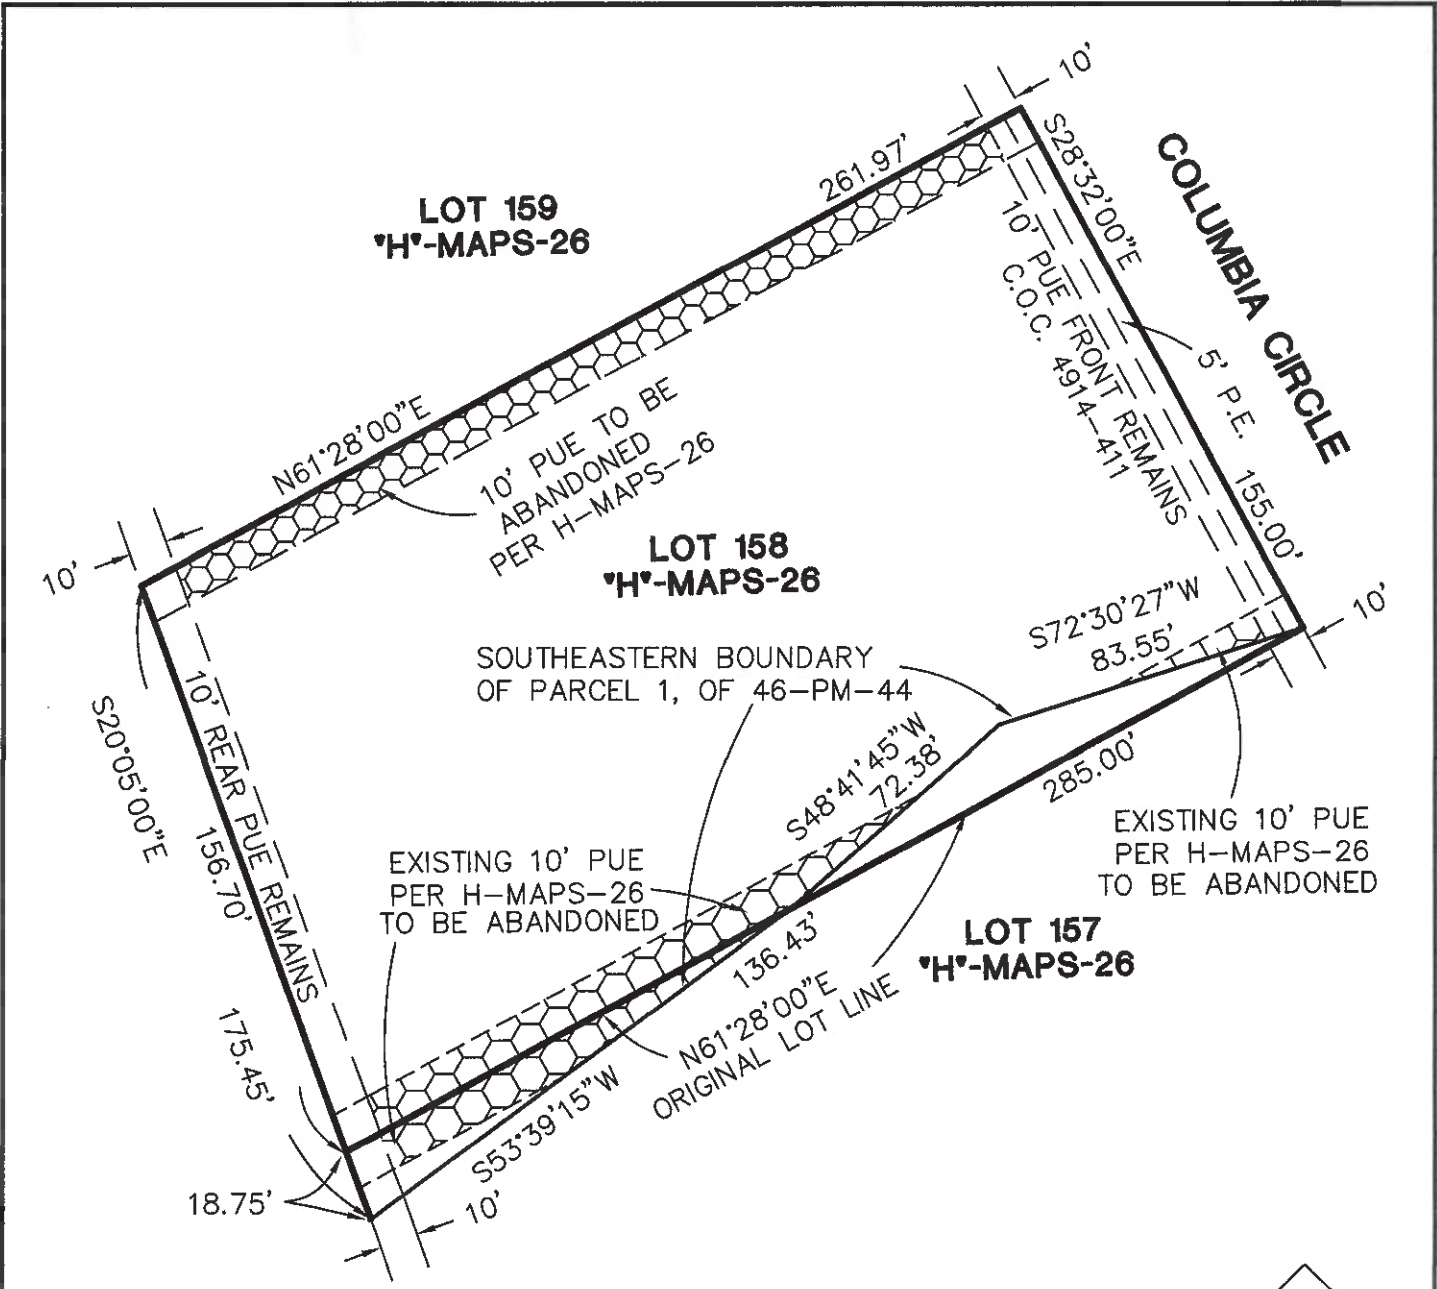 10'
261.97'
S28°32'00"E
COLUMBIA CIRCLE
LOT 159
"H"-MAPS-26
10' PUE FRONT REMAINS
C.O.C. 4914-411
5' P.E.
155.00'
N61°28'00"E
10' PUE TO BE
ABANDONED
PER H-MAPS-26
10'
LOT 158
"H"-MAPS-26
S72°30'27"W
83.55'
10'
SOUTHEASTERN BOUNDARY
OF PARCEL 1, OF 46-PM-44
S20°05'00"E
156.70'
10' REAR PUE REMAINS
S48°41'45"W
72.38'
285.00'
EXISTING 10' PUE
PER H-MAPS-26
TO BE ABANDONED
EXISTING 10' PUE
PER H-MAPS-26
TO BE ABANDONED
LOT 157
"H"-MAPS-26
136.43'
N61°28'00"E
ORIGINAL LOT LINE
175.45'
S53°39'15"W
18.75'
10'